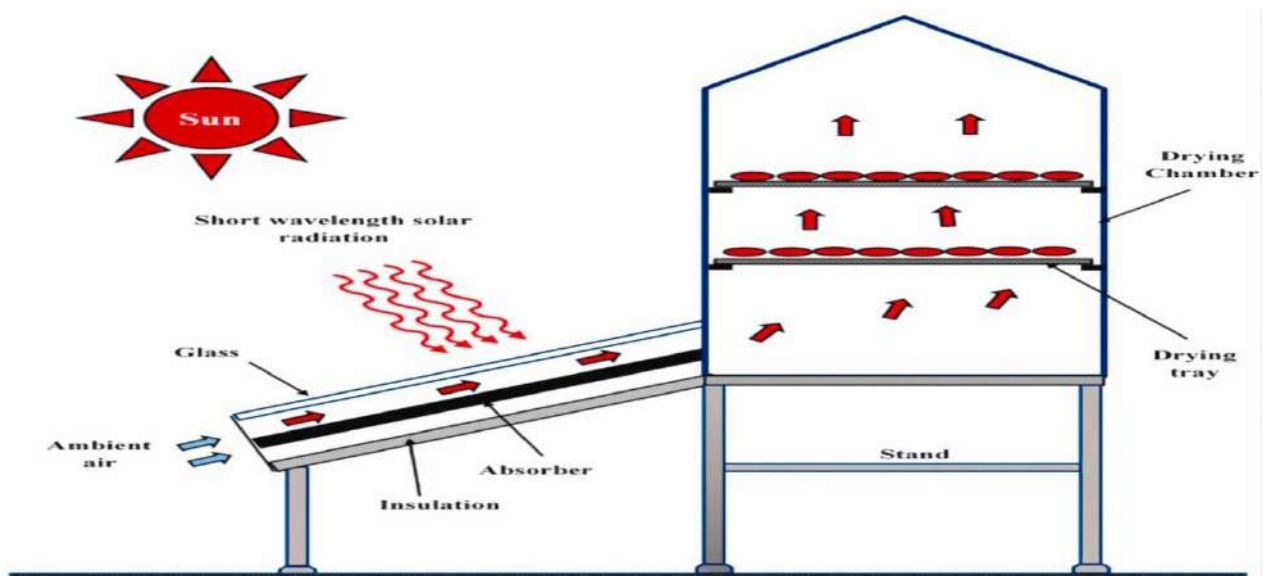 Sun
Short wavelength solar
radiation
Glass
Ambient
air
Absorber
Insulation
Drying
Chamber
Drying
tray
Stand